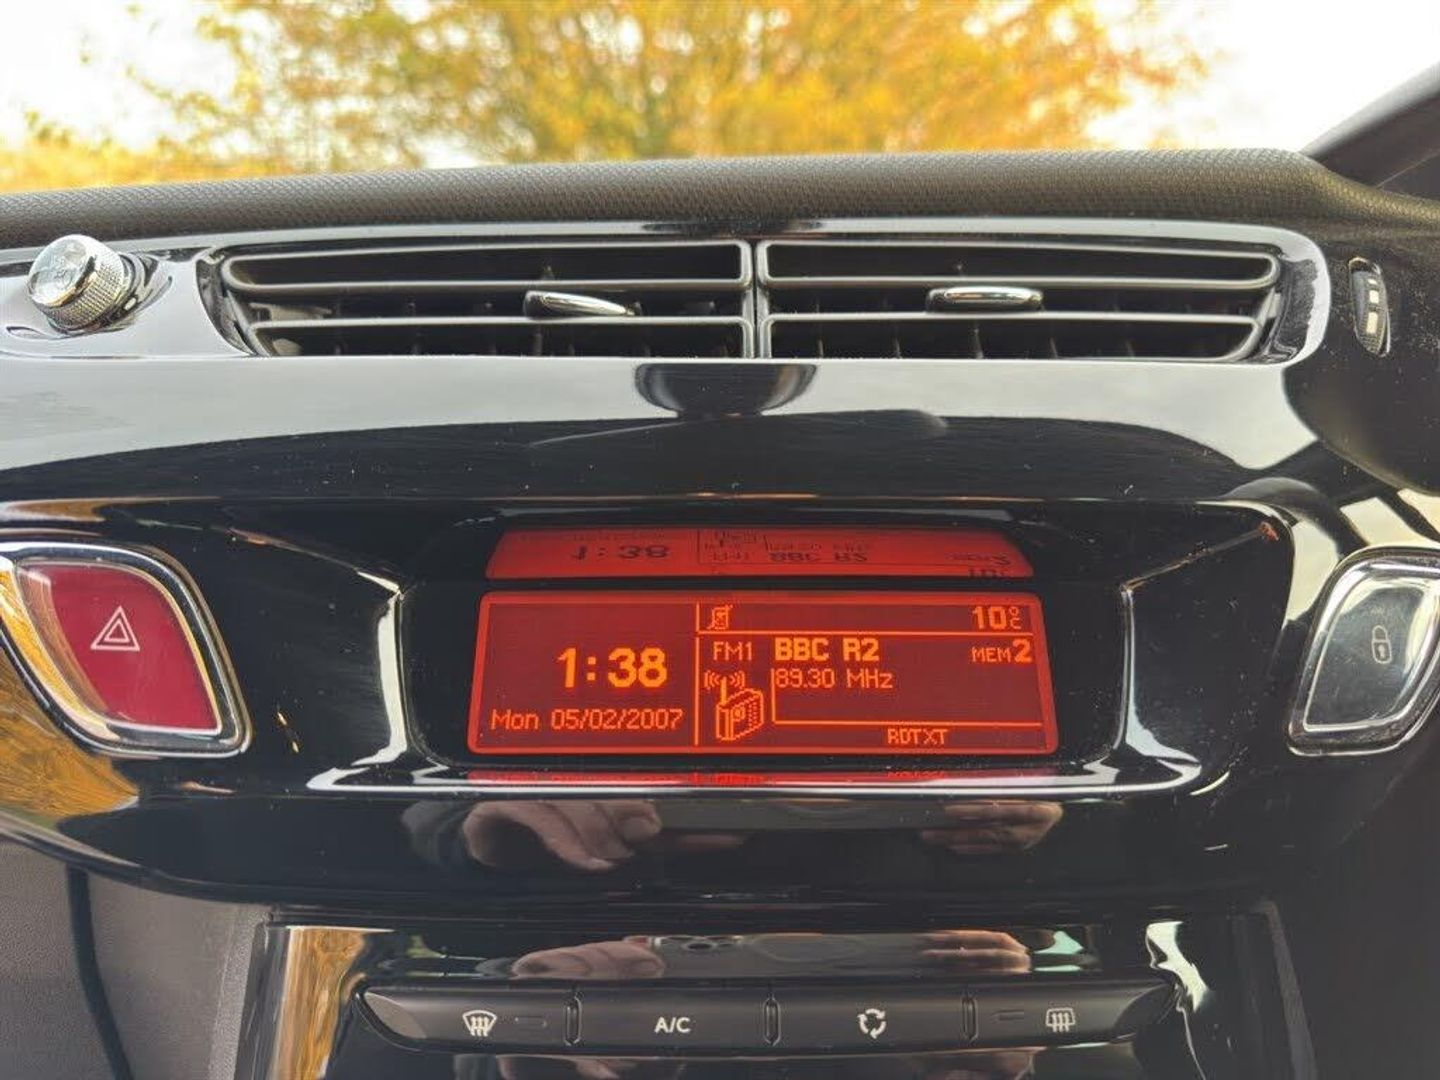 10°C
FM1 BBC R2 MEM2
1:38
89.30 MHz
Mon 05/02/2007
RDTXT
A/C